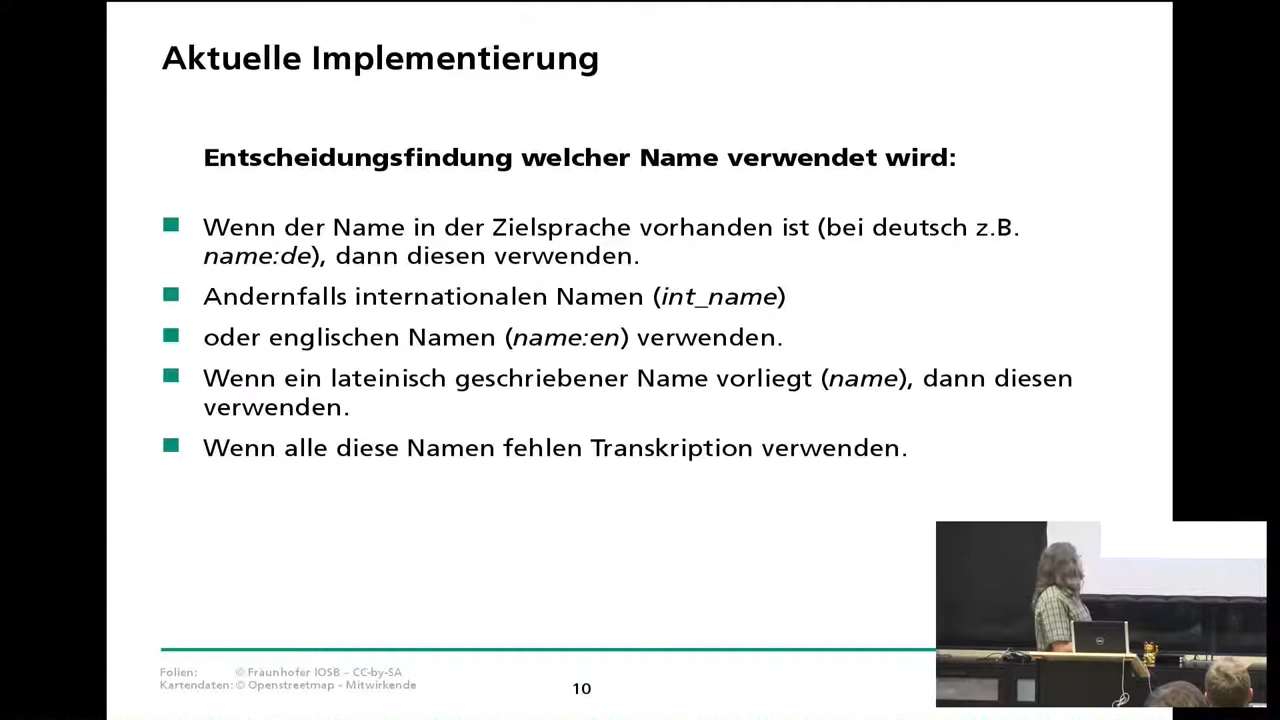 Aktuelle Implementierung
Entscheidungsfindung welcher Name verwendet wird:
Wenn der Name in der Zielsprache vorhanden ist (bei deutsch z.B.
name:de), dann diesen verwenden.
Andernfalls internationalen Namen (int_name)
oder englischen Namen (name:en) verwenden.
Wenn ein lateinisch geschriebener Name vorliegt (name), dann diesen
verwenden.
Wenn alle diese Namen fehlen Transkription verwenden.
Folien: © Fraunhofer IOSB – CC-by-SA
Kartendaten: © Openstreetmap - Mitwirkende
10